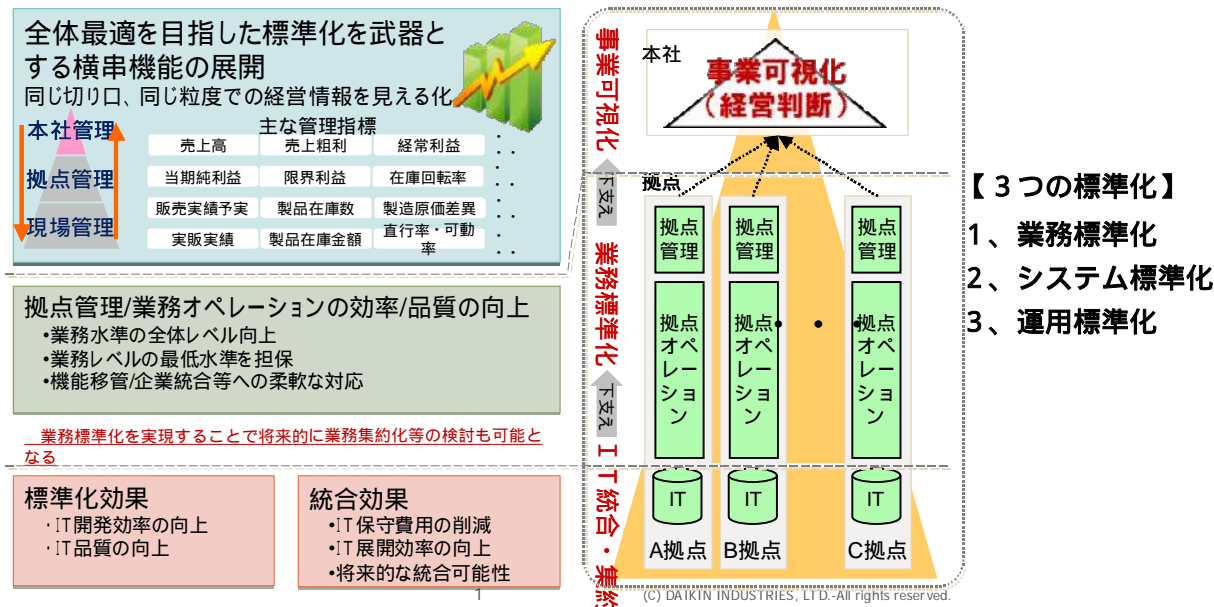 全体最適を目指した標準化を武器と
する横串機能の展開
同じ切り口、同じ粒度での経営情報を見える化
本社管理
拠点管理
現場管理
主な管理指標
売上高
売上粗利
経常利益
・・
当期純利益
限界利益
在庫回転率
・・
販売実績予実
製品在庫数
製造原価差異
・・
実販実績
製品在庫金額
直行率・可動
率
・・
拠点管理/業務オペレーションの効率/品質の向上
•業務水準の全体レベル向上
•業務レベルの最低水準を担保
•機能移管/企業統合等への柔軟な対応
業務標準化を実現することで将来的に業務集約化等の検討も可能と
なる
標準化効果
・IT開発効率の向上
・IT品質の向上
統合効果
•IT保守費用の削減
•IT展開効率の向上
•将来的な統合可能性
1
事業可視化
下支え
業務標準化
下支え
IT統合・集約
本社
事業可視化
(経営判断)
拠点
拠点
管理
拠点
管理
拠点
管理
拠点
オペ
レー
ショ
ン
拠点
オペ
レー
ショ
ン
• • •
拠点
オペ
レー
ショ
ン
IT
IT
IT
A拠点
B拠点
C拠点
(C) DAIKIN INDUSTRIES, LTD.-All rights reserved.
【３つの標準化】
1、業務標準化
2、システム標準化
3、運用標準化